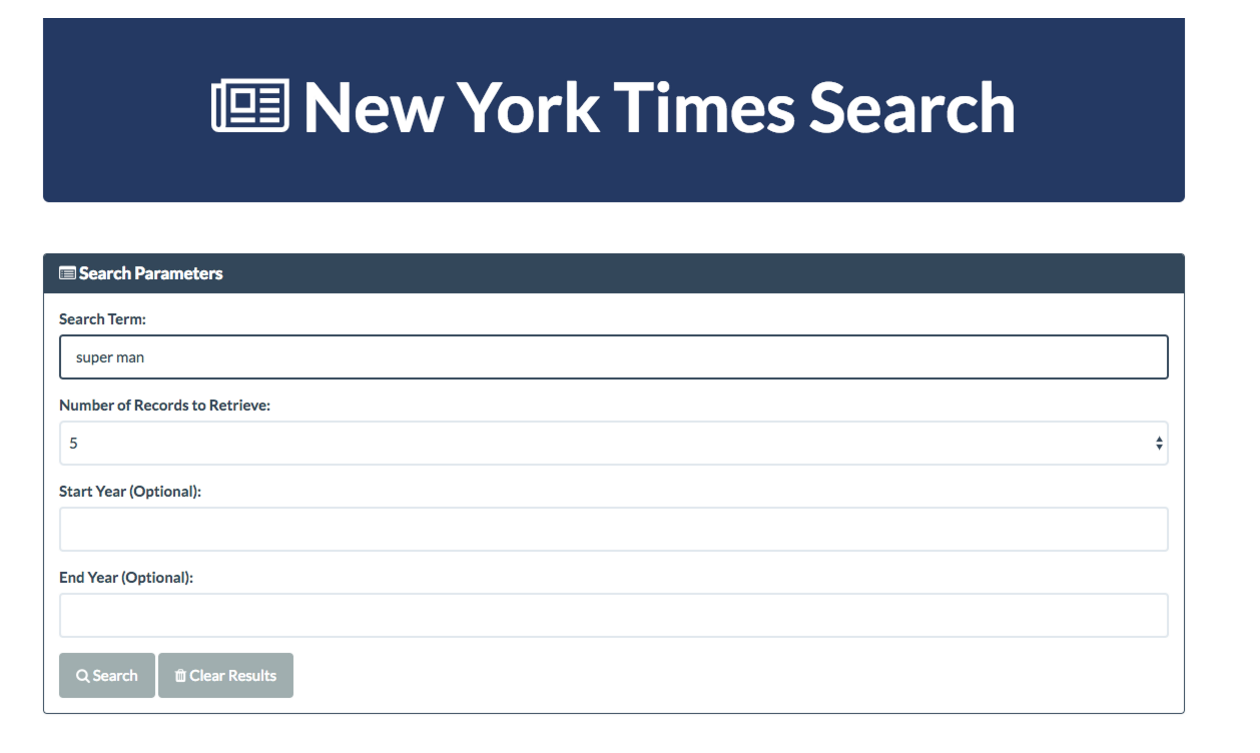 New York Times Search
Search Parameters
Search Term:
super man
Number of Records to Retrieve:
5
Start Year (Optional):
End Year (Optional):
Search
Clear Results